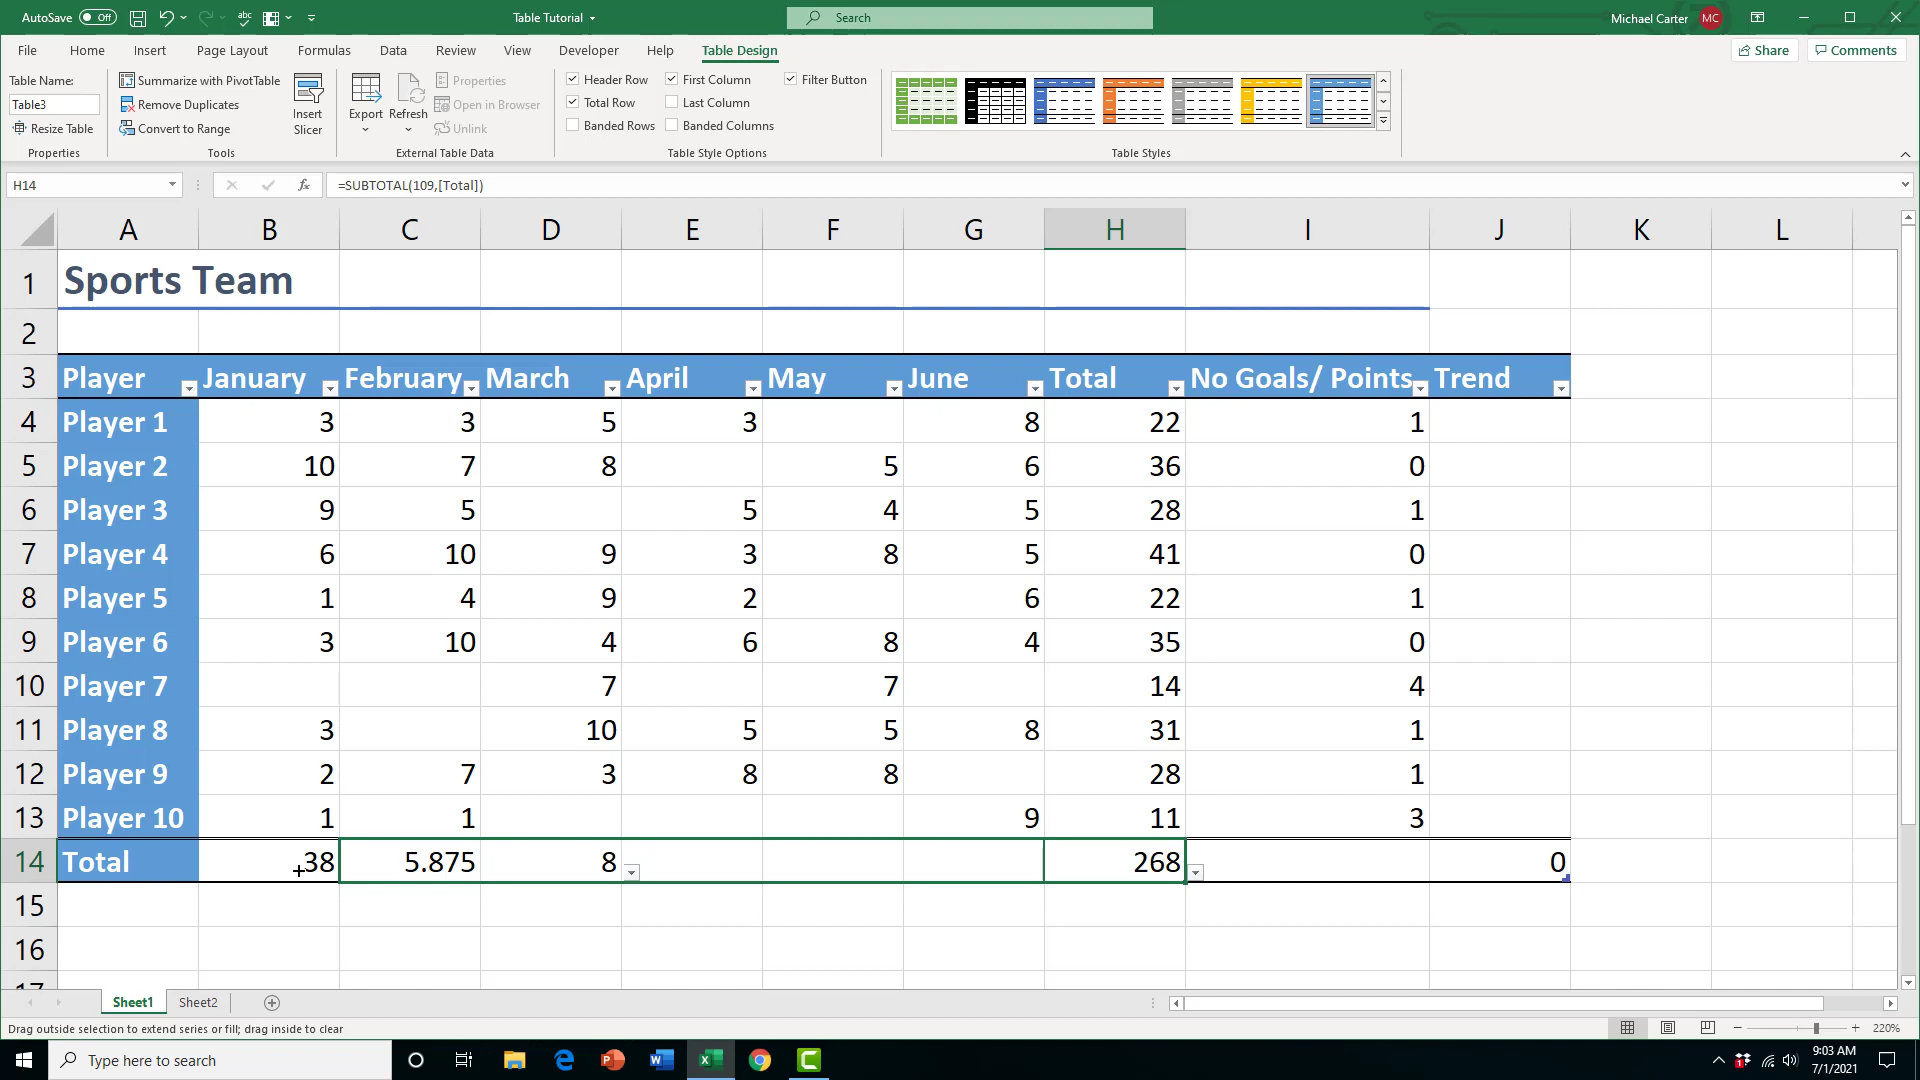 AutoSave Off abc Table Tutorial Search Michael Carter MC
File Home Insert Page Layout Formulas Data Review View Developer Help Table Design Share Comments
Table Name:
Table3
Resize Table
Properties
Summarize with PivotTable
Remove Duplicates
Convert to Range
Insert Slicer
Tools
Export Refresh
Properties
Open in Browser
Unlink
External Table Data
Header Row First Column Filter Button
Total Row Last Column
Banded Rows Banded Columns
Table Style Options
Table Styles
H14 fx =SUBTOTAL(109,[Total])
A B C D E F G H I J K L
1 Sports Team
2
3 Player January February March April May June Total No Goals/ Points Trend
4 Player 1 3 3 5 3 8 22 1
5 Player 2 10 7 8 5 6 36 0
6 Player 3 9 5 5 4 5 28 1
7 Player 4 6 10 9 3 8 5 41 0
8 Player 5 1 4 9 2 6 22 1
9 Player 6 3 10 4 6 8 4 35 0
10 Player 7 7 7 14 4
11 Player 8 3 10 5 5 8 31 1
12 Player 9 2 7 3 8 8 28 1
13 Player 10 1 1 9 11 3
14 Total 38 5.875 8 268 0
15
16
17
Sheet1 Sheet2
Drag outside selection to extend series or fill; drag inside to clear 220%
Type here to search 9:03 AM
7/1/2021